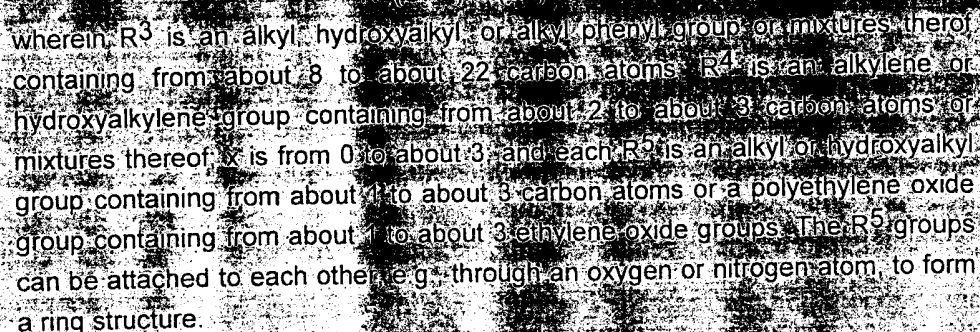 wherein R3 is an alkyl, hydroxyalkyl, or alkyl phenyl group or mixtures therof
containing from about 8 to about 22 carbon atoms R4 is an alkylene or
hydroxyalkylene group containing from about 2 to about 3 carbon atoms or
mixtures thereof; x is from 0 to about 3, and each R5 is an alkyl or hydroxyalkyl
group containing from about 1 to about 3 carbon atoms or a polyethylene oxide
group containing from about 1 to about 3 ethylene oxide groups. The R5 groups
can be attached to each other, e.g., through an oxygen or nitrogen atom, to form
a ring structure.